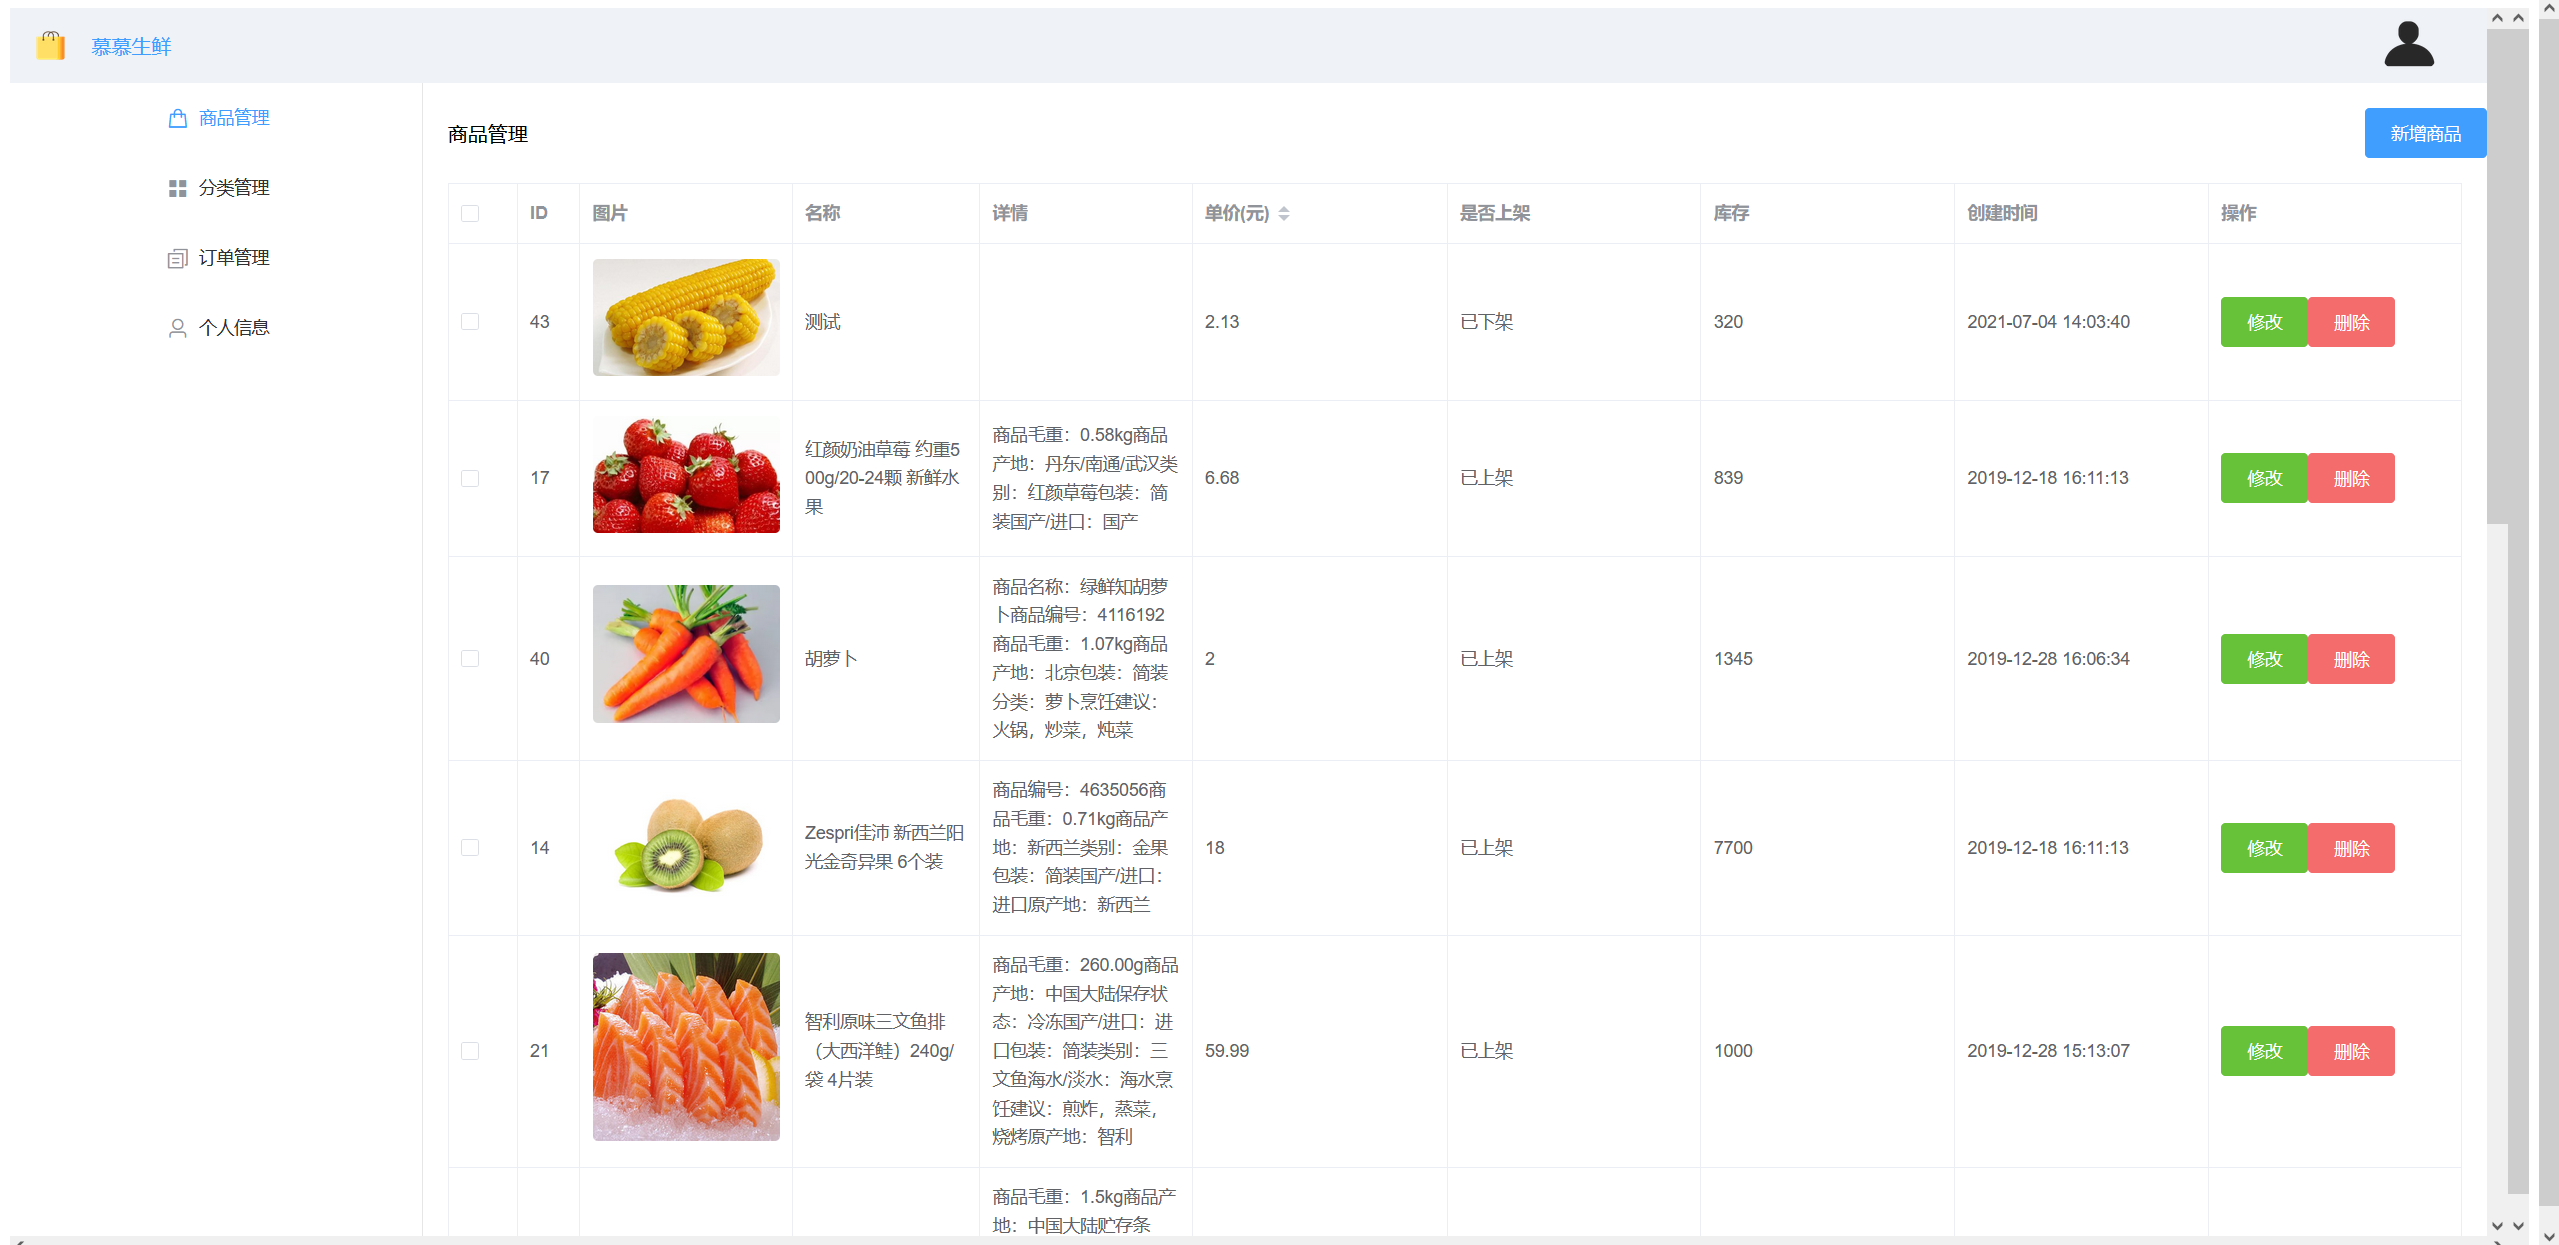 慕慕生鲜
商品管理
分类管理
订单管理
个人信息
商品管理
新增商品
ID 图片 名称 详情 单价(元) 是否上架 库存 创建时间 操作
43 测试 2.13 已下架 320 2021-07-04 14:03:40 修改 删除
17
红颜奶油草莓 约重5
00g/20-24颗 新鲜水
果
商品毛重：0.58kg商品
产地：丹东/南通/武汉类
别：红颜草莓包装：简
装国产/进口：国产
6.68 已上架 839 2019-12-18 16:11:13 修改 删除
40
胡萝卜
商品名称：绿鲜知胡萝
卜商品编号：4116192
商品毛重：1.07kg商品
产地：北京包装：简装
分类：萝卜烹饪建议：
火锅，炒菜，炖菜
2 已上架 1345 2019-12-28 16:06:34 修改 删除
14
Zespri佳沛 新西兰阳
光金奇异果 6个装
商品编号：4635056商
品毛重：0.71kg商品产
地：新西兰类别：金果
包装：简装国产/进口：
进口原产地：新西兰
18 已上架 7700 2019-12-18 16:11:13 修改 删除
21
智利原味三文鱼排
（大西洋鲑）240g/
袋 4片装
商品毛重：260.00g商品
产地：中国大陆保存状
态：冷冻国产/进口：进
口包装：简装类别：三
文鱼海水/淡水：海水烹
饪建议：煎炸，蒸菜，
烧烤原产地：智利
59.99 已上架 1000 2019-12-28 15:13:07 修改 删除
商品毛重：1.5kg商品产
地：中国大陆贮存条